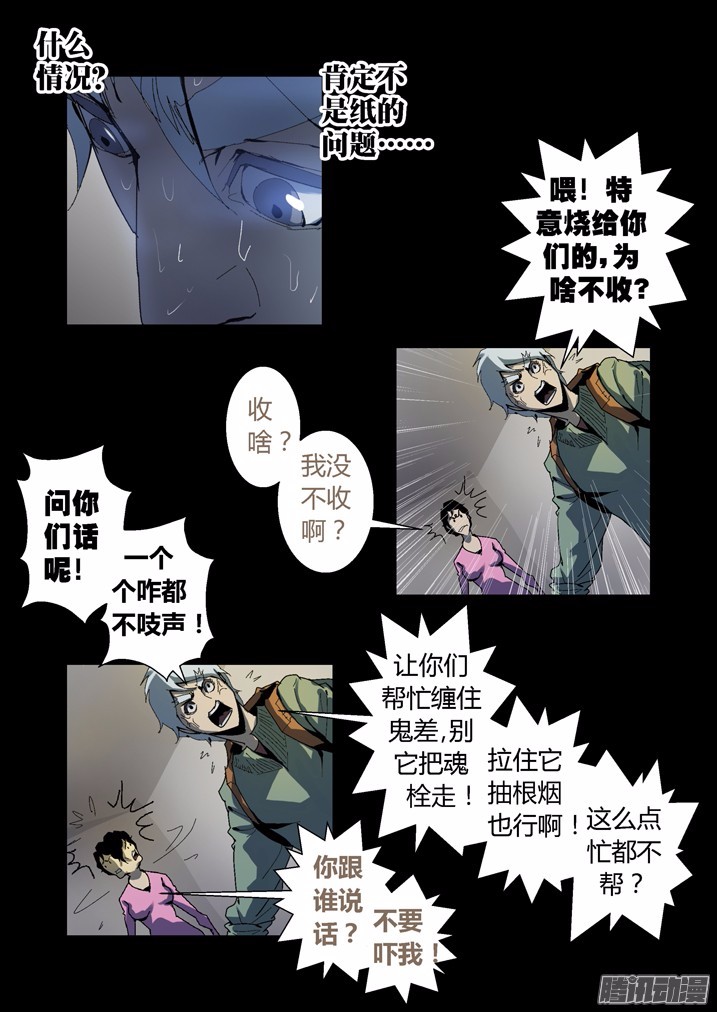 什么
情况？
肯定不
是纸的
问题……
喂！特
意烧给你
们的，为
啥不收？
收
啥？
我没
不收
啊？
问你
们话
呢！
一个
个咋都
不吱声！
让你们
帮忙缠住
鬼差，别
它把魂
栓走！
拉住它
抽根烟
也行啊！
这么点
忙都不
帮？
你跟
谁说
话？
不要
吓我！
腾讯动漫